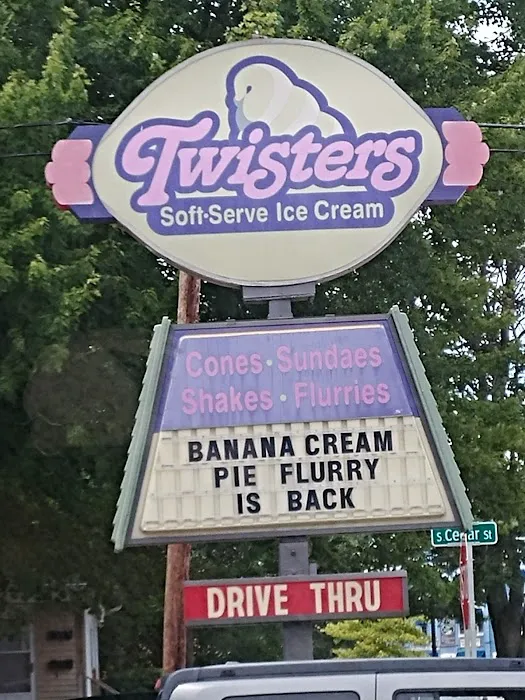 Twisters
Soft-Serve Ice Cream
Cones • Sundaes
Shakes • Flurries
BANANA CREAM
PIE FLURRY
IS BACK
S Cedar St
DRIVE THRU